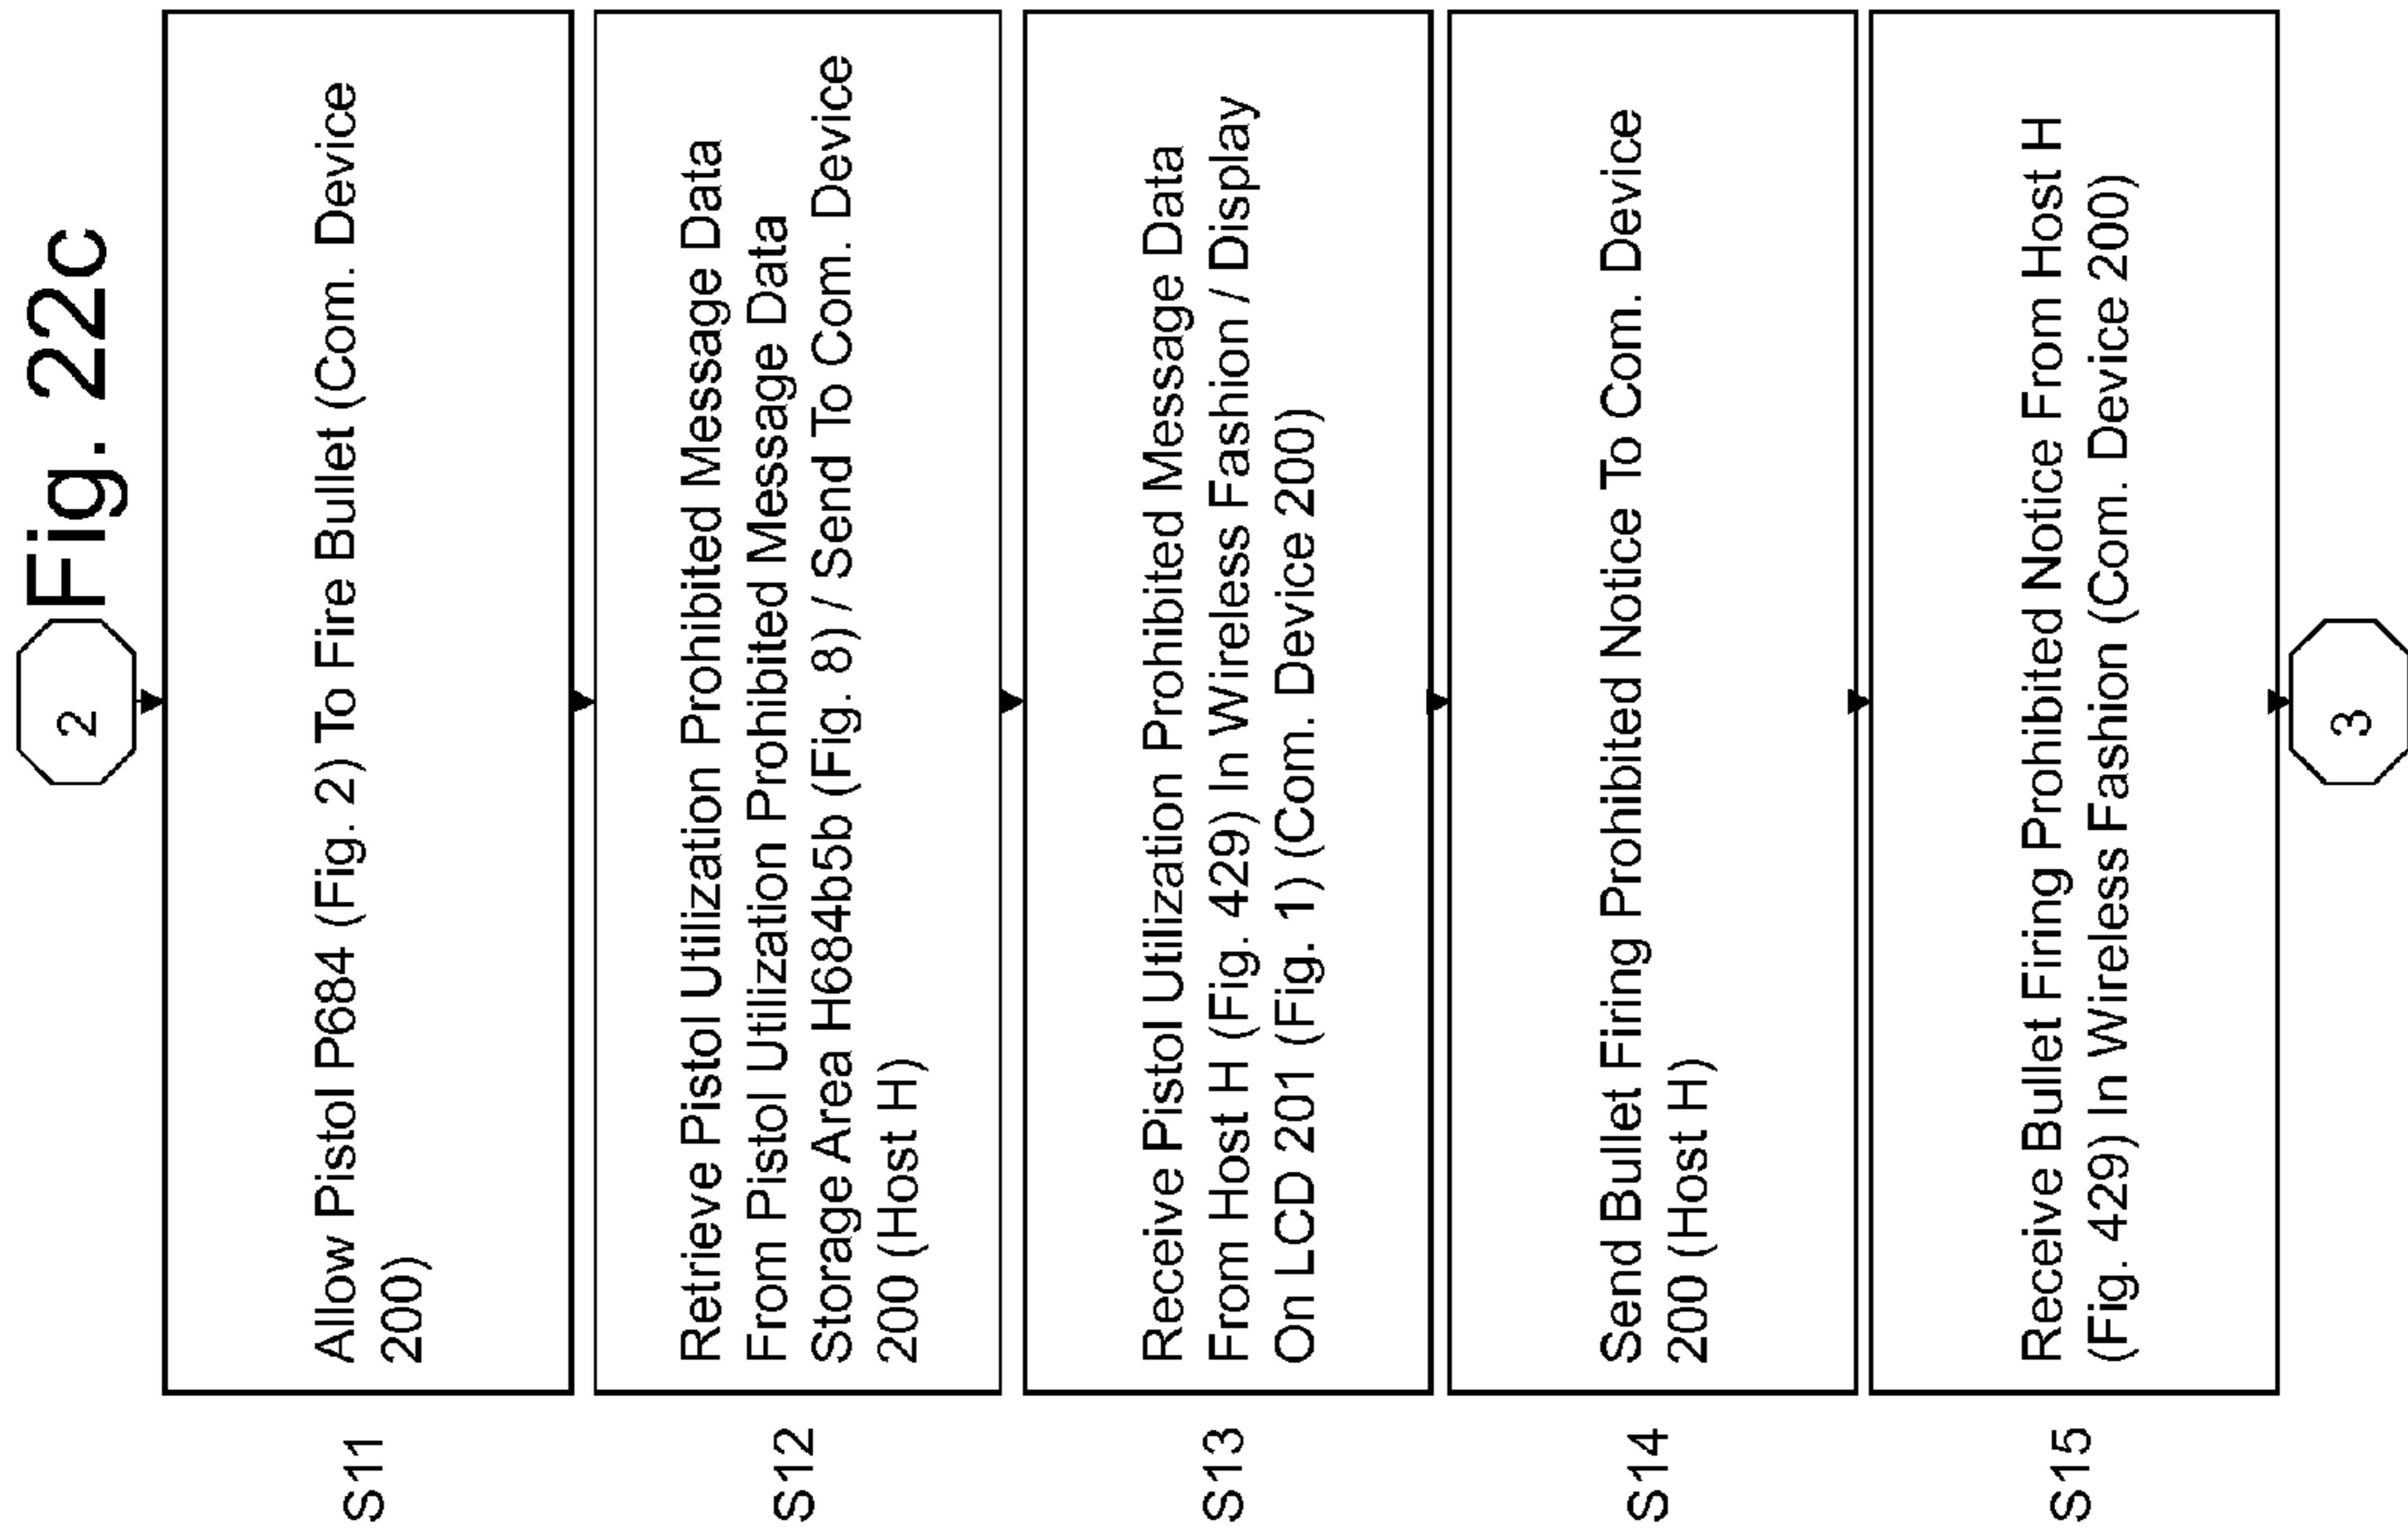 Fig. 22c
2
S11
Allow Pistol P684 (Fig. 2) To Fire Bullet (Com. Device
200)
S12
Retrieve Pistol Utilization Prohibited Message Data
From Pistol Utilization Prohibited Message Data
Storage Area H684b5b (Fig. 8) / Send To Com. Device
200 (Host H)
S13
Receive Pistol Utilization Prohibited Message Data
From Host H (Fig. 429) In Wireless Fashion / Display
On LCD 201 (Fig. 1) (Com. Device 200)
S14
Send Bullet Firing Prohibited Notice To Com. Device
200 (Host H)
S15
Receive Bullet Firing Prohibited Notice From Host H
(Fig. 429) In Wireless Fashion (Com. Device 200)
3